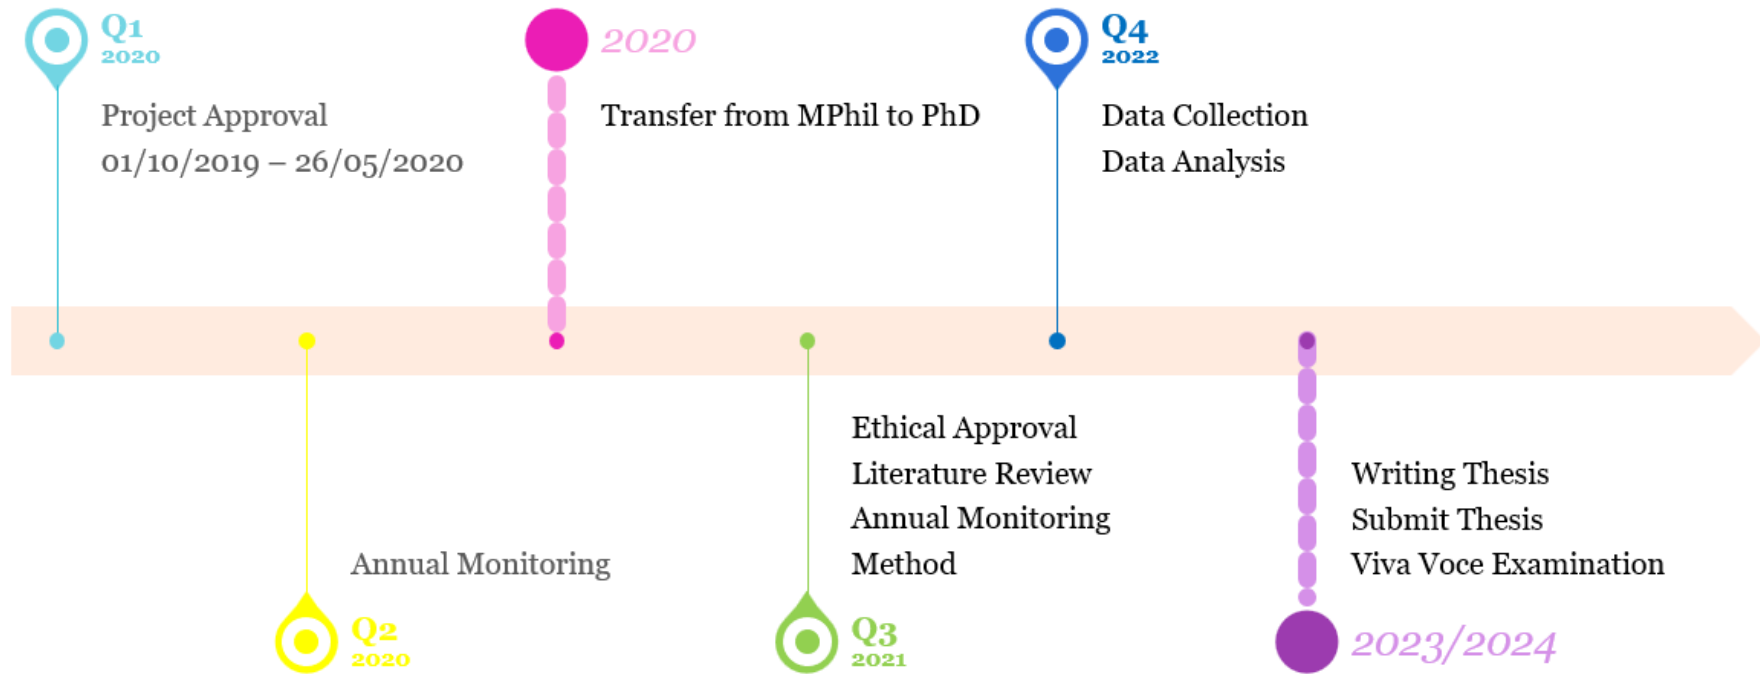 Q1
2020
Project Approval
01/10/2019 – 26/05/2020
Q2
2020
Annual Monitoring
2020
Transfer from MPhil to PhD
Q3
2021
Ethical Approval
Literature Review
Annual Monitoring
Method
Q4
2022
Data Collection
Data Analysis
2023/2024
Writing Thesis
Submit Thesis
Viva Voce Examination